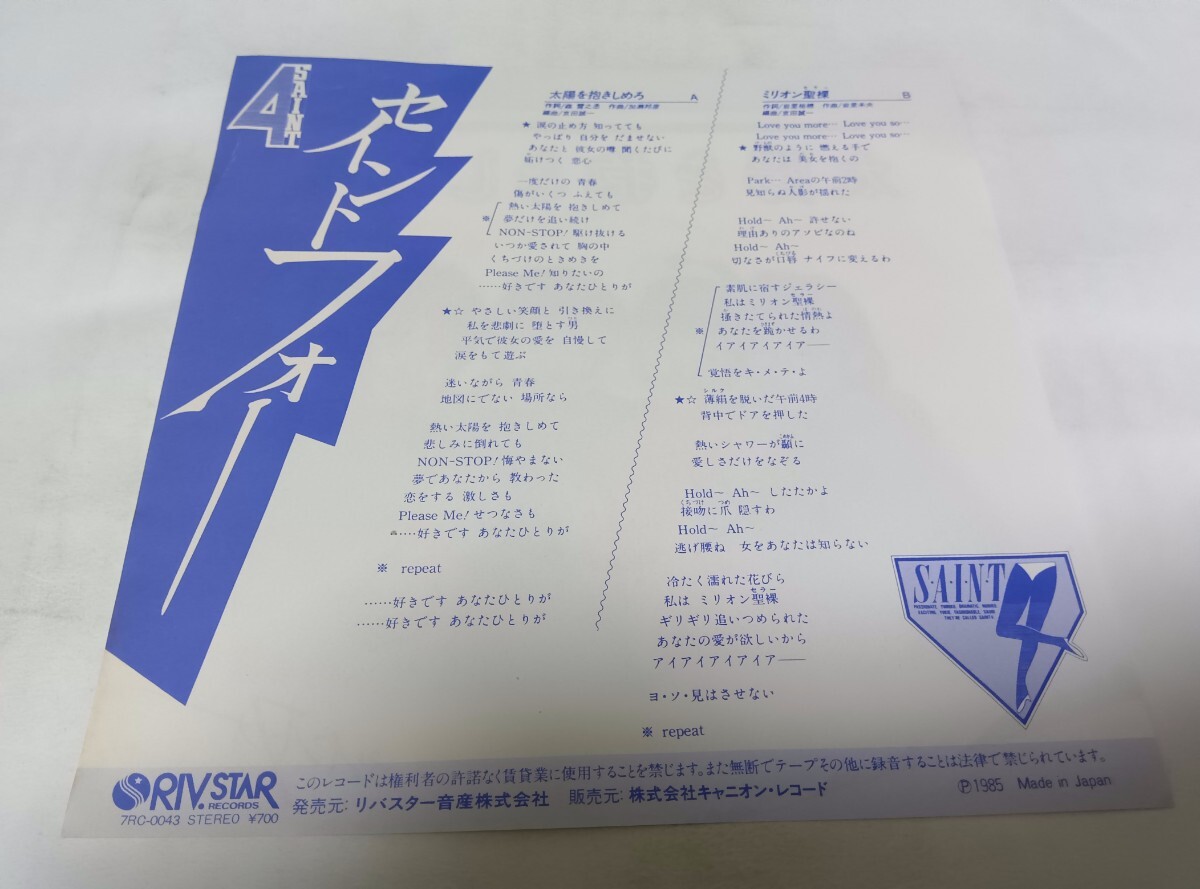 4
SAINT
セイントフォー
太陽を抱きしめろ A
編曲/吉田誠一
★ 涙の止め方 知ってても
やっぱり 自分を だませない
あなたと 彼女の噂 聞くたびに
妬けつく 恋心
一度だけの 青春
傷がいくつ ふえても
熱い太陽を 抱きしめて
※ 夢だけを追い続け
NON-STOP! 駆け抜ける
いつか愛されて 胸の中
くちづけのときめきを
Please Me! 知りたいの
……好きです あなたひとりが
★☆ やさしい笑顔と 引き換えに
私を悲劇に 堕とす男
平気で彼女の愛を 自慢して
涙をもて遊ぶ
迷いながら 青春
地図にでない 場所なら
熱い太陽を 抱きしめて
悲しみに倒れても
NON-STOP! 悔やまない
夢であなたから 教わった
恋をする 激しさも
Please Me! せつなさも
……好きです あなたひとりが
※ repeat
……好きです あなたひとりが
……好きです あなたひとりが
ミリオン聖裸 B
編曲/吉田誠一
Love you more… Love you so…
Love you more… Love you so…
★ 野獣のように 燃える手で
あなたは 美女を抱くの
Park… Areaの午前2時
見知らぬ人影が揺れた
Hold〜 Ah〜 許せない
理由ありのアソビなのね
Hold〜 Ah〜
切なさが口唇 ナイフに変えるわ
素肌に宿すジェラシー
私はミリオン聖裸
掻きたてられた情熱よ
※ あなたを跪かせるわ
イアイアイアイア——
覚悟をキ・メ・テ・よ
★☆ 薄絹を脱いだ午前4時
背中でドアを押した
熱いシャワーが顳に
愛しさだけをなぞる
Hold〜 Ah〜 したたかよ
接吻に爪 隠すわ
Hold〜 Ah〜
逃げ腰ね 女をあなたは知らない
冷たく濡れた花びら
私は ミリオン聖裸
ギリギリ追いつめられた
あなたの愛が欲しいから
アイアイアイアイア——
ヨ・ソ・見はさせない
※ repeat
S・A・I・N・T
THEY'RE CALLED SAINTS
RIV.STAR
RECORDS
7RC-0043 STEREO ¥700
このレコードは権利者の許諾なく賃貸業に使用することを禁じます。また無断でテープその他に録音することは法律で禁じられています。
発売元: リバスター音産株式会社 販売元: 株式会社キャニオン・レコード
Ⓟ1985 Made in Japan